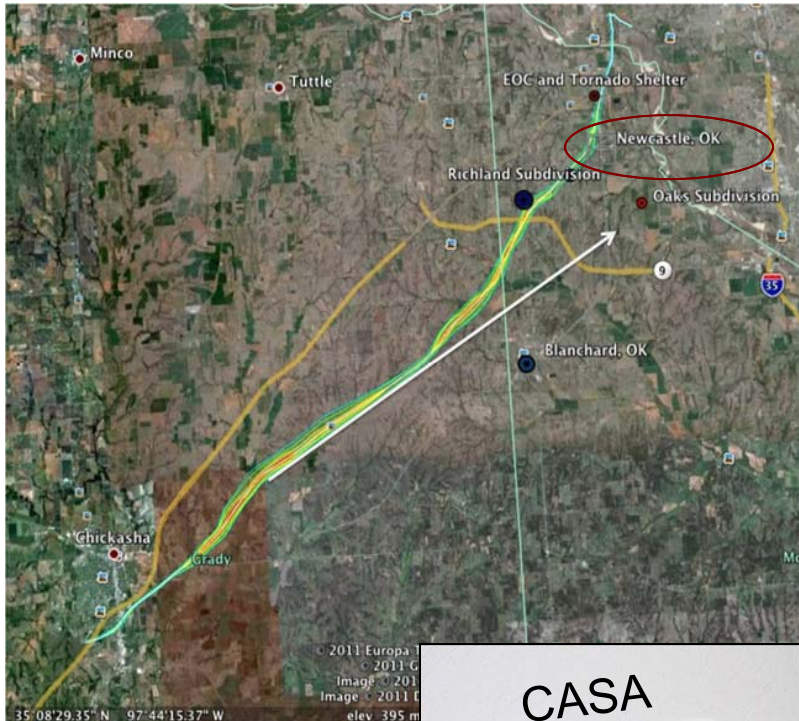 Minco
Tuttle
EOC and Tornado Shelter
Newcastle, OK
Richland Subdivision
Oaks Subdivision
9
35
Blanchard, OK
Chickasha
Grady
© 2011 Europa
© 2011 G
Image © 201
Image © 2011
35°08'29.35" N 97°44'15.37" W elev 395 m
CASA